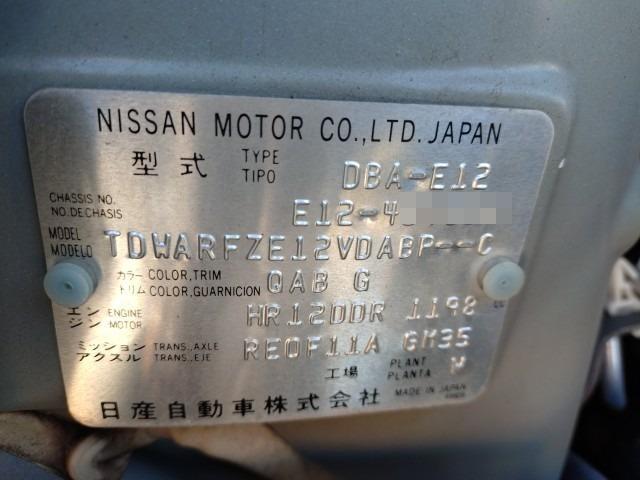 NISSAN MOTOR CO.,LTD. JAPAN
型式 TYPE TIPO DBA-E12
CHASSIS NO. NO.DE CHASIS E12-4
MODEL MODELO TDWARFZE12VDABP--C
カラー COLOR,TRIM トリム COLOR,GUARNICION QAB G
エンジン ENGINE MOTOR HR12DDR 1198 cc
ミッション アクスル TRANS.,AXLE TRANS.,EJE RE0F11A GH35
工場 PLANT PLANTA W
日産自動車株式会社 MADE IN JAPAN